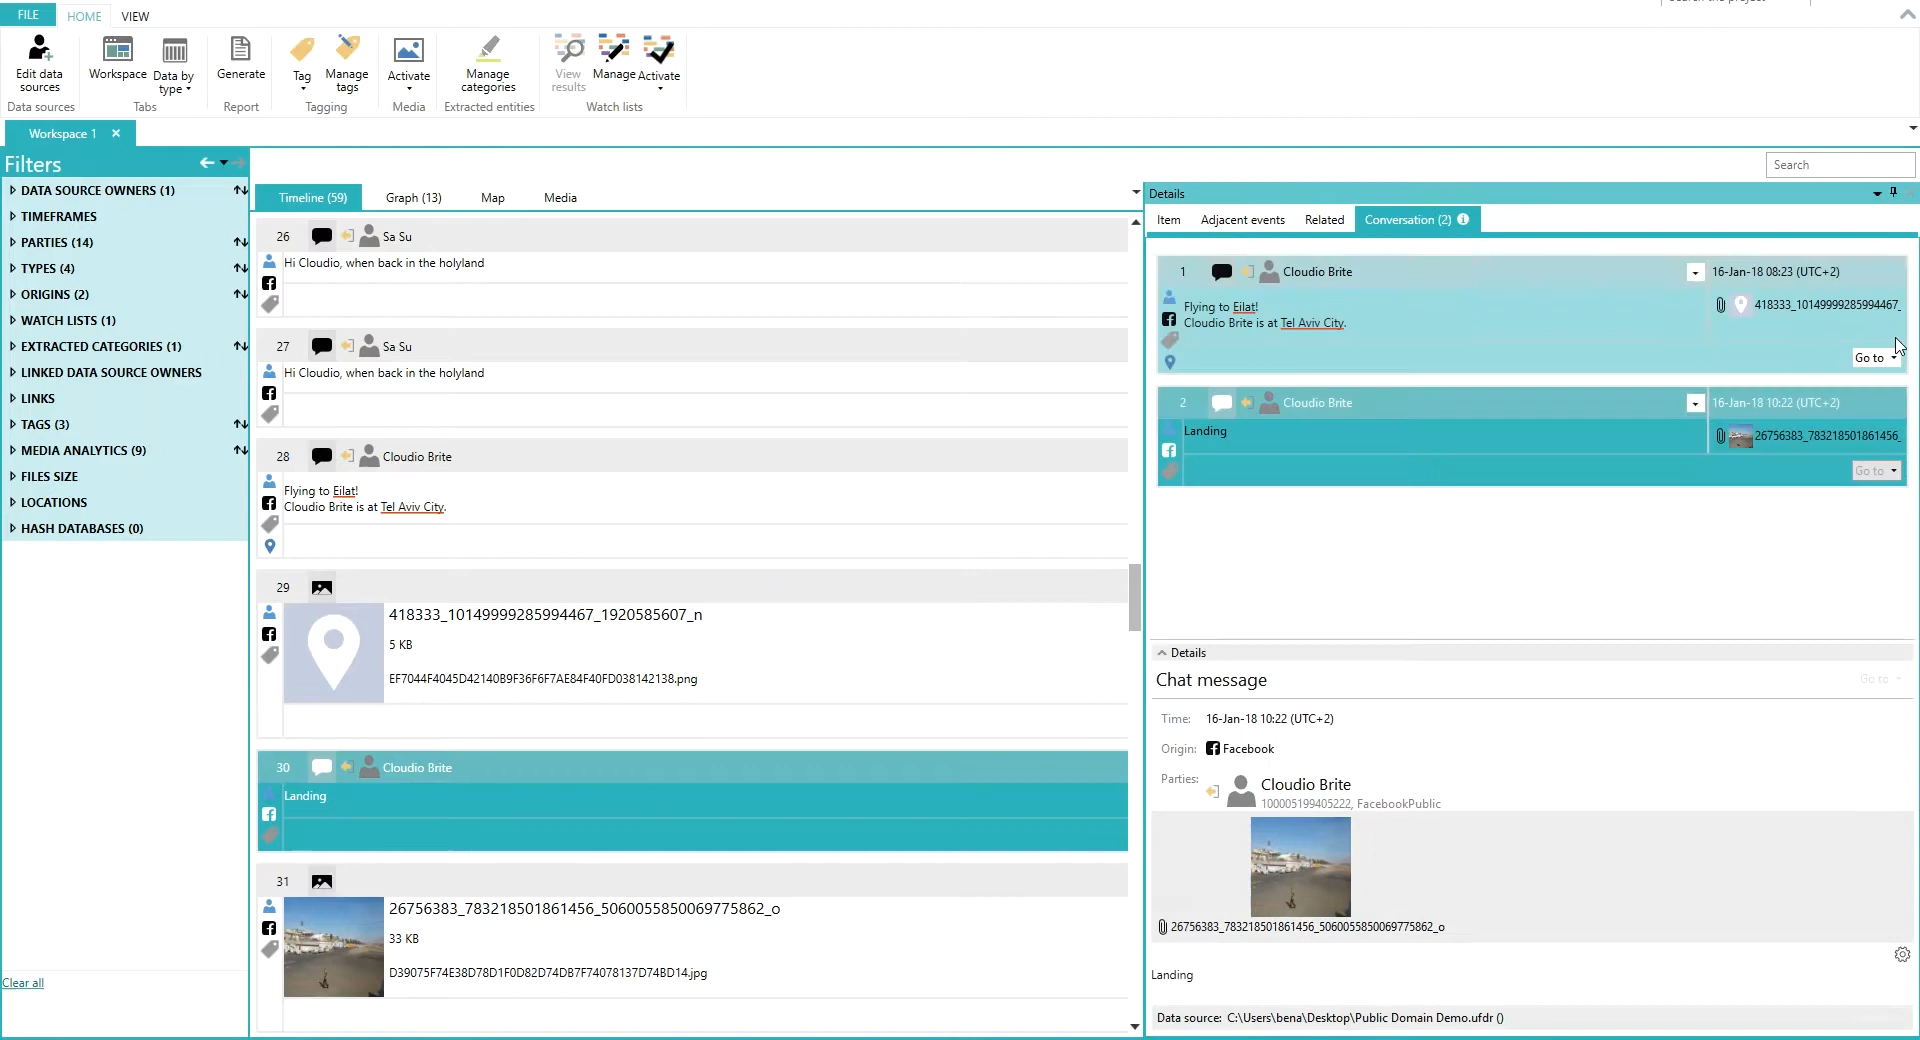 FILE
HOME
VIEW
Edit data sources
Workspace
Data by type
Generate
Tag
Manage tags
Activate
Manage categories
View results
Manage
Activate
Data sources
Tabs
Report
Tagging
Media
Extracted entities
Watch lists
Workspace 1
Filters
DATA SOURCE OWNERS (1)
TIMEFRAMES
PARTIES (14)
TYPES (4)
ORIGINS (2)
WATCH LISTS (1)
EXTRACTED CATEGORIES (1)
LINKED DATA SOURCE OWNERS
LINKS
TAGS (3)
MEDIA ANALYTICS (9)
FILES SIZE
LOCATIONS
HASH DATABASES (0)
Clear all
Search
Timeline (59)
Graph (13)
Map
Media
26 Sa Su
Hi Cloudio, when back in the holyland
27 Sa Su
Hi Cloudio, when back in the holyland
28 Cloudio Brite
Flying to Eilat!
Cloudio Brite is at Tel Aviv City.
29
418333_10149999285994467_1920585607_n
5 KB
EF7044F4045D42140B9F36F6F7AE84F40FD038142138.png
30 Cloudio Brite
Landing
31
26756383_783218501861456_5060055850069775862_o
33 KB
D39075F74E38D78D1F0D82D74DB7F74078137D74BD14.jpg
Details
Item
Adjacent events
Related
Conversation (2)
1 Cloudio Brite 16-Jan-18 08:23 (UTC+2)
Flying to Eilat!
Cloudio Brite is at Tel Aviv City.
418333_10149999285994467_
Go to
2 Cloudio Brite 16-Jan-18 10:22 (UTC+2)
Landing
26756383_783218501861456_
Go to
Details
Chat message
Go to
Time: 16-Jan-18 10:22 (UTC+2)
Origin: Facebook
Parties: Cloudio Brite
100005199405222, FacebookPublic
26756383_783218501861456_5060055850069775862_o
Landing
Data source: C:\Users\bena\Desktop\Public Domain Demo.ufdr ()